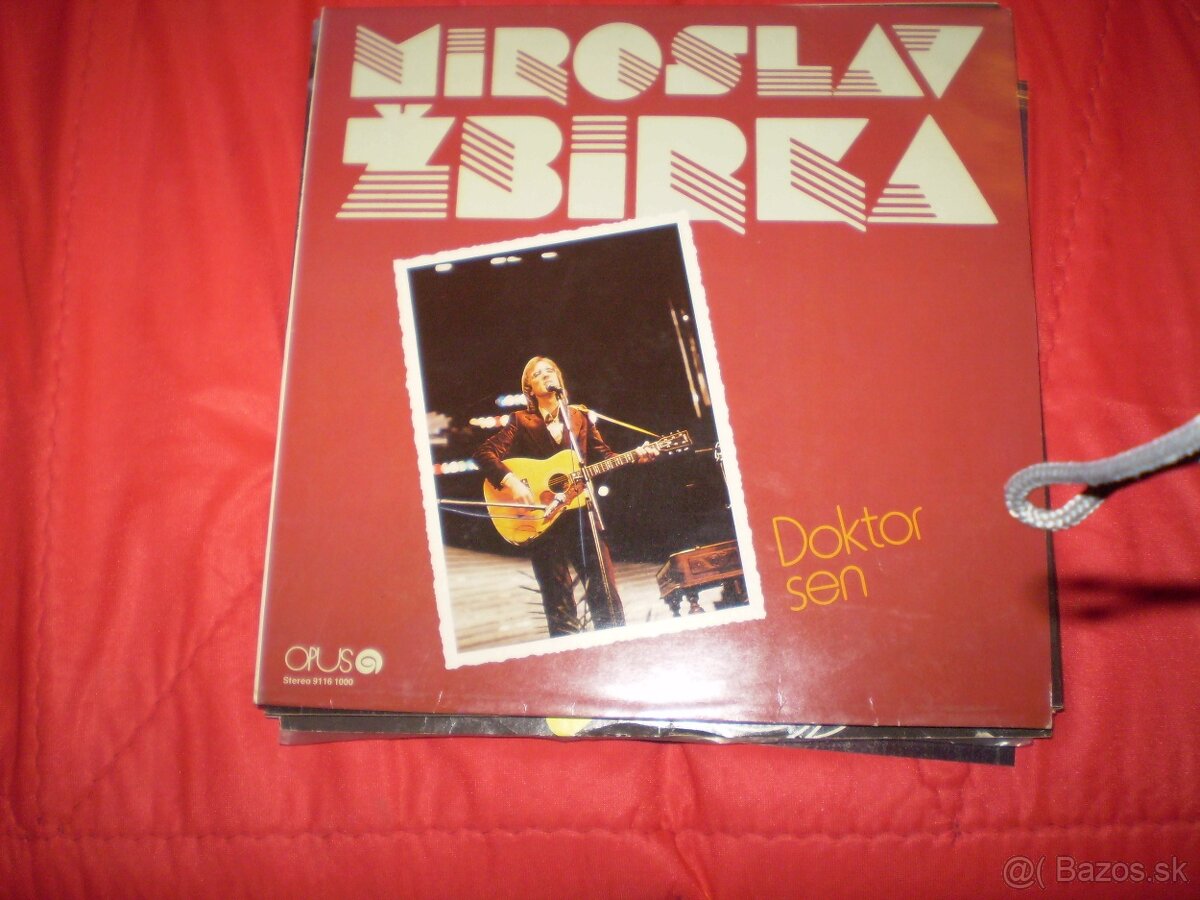 MIROSLAV
ŽBIRKA
Doktor
sen
OPUS
Stereo 9116 1000
@( Bazos.sk